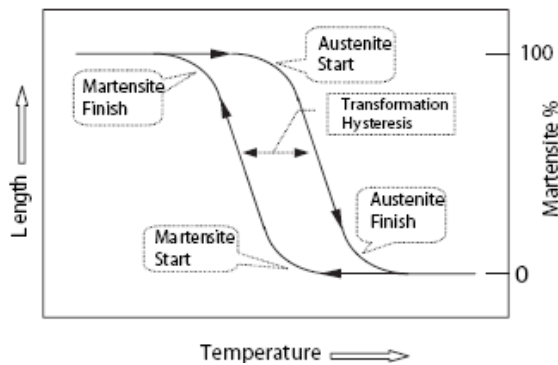 Austenite
Start
100
Martensite
Finish
Transformation
Hysteresis
Length
Martensite %
Austenite
Finish
Martensite
Start
0
Temperature